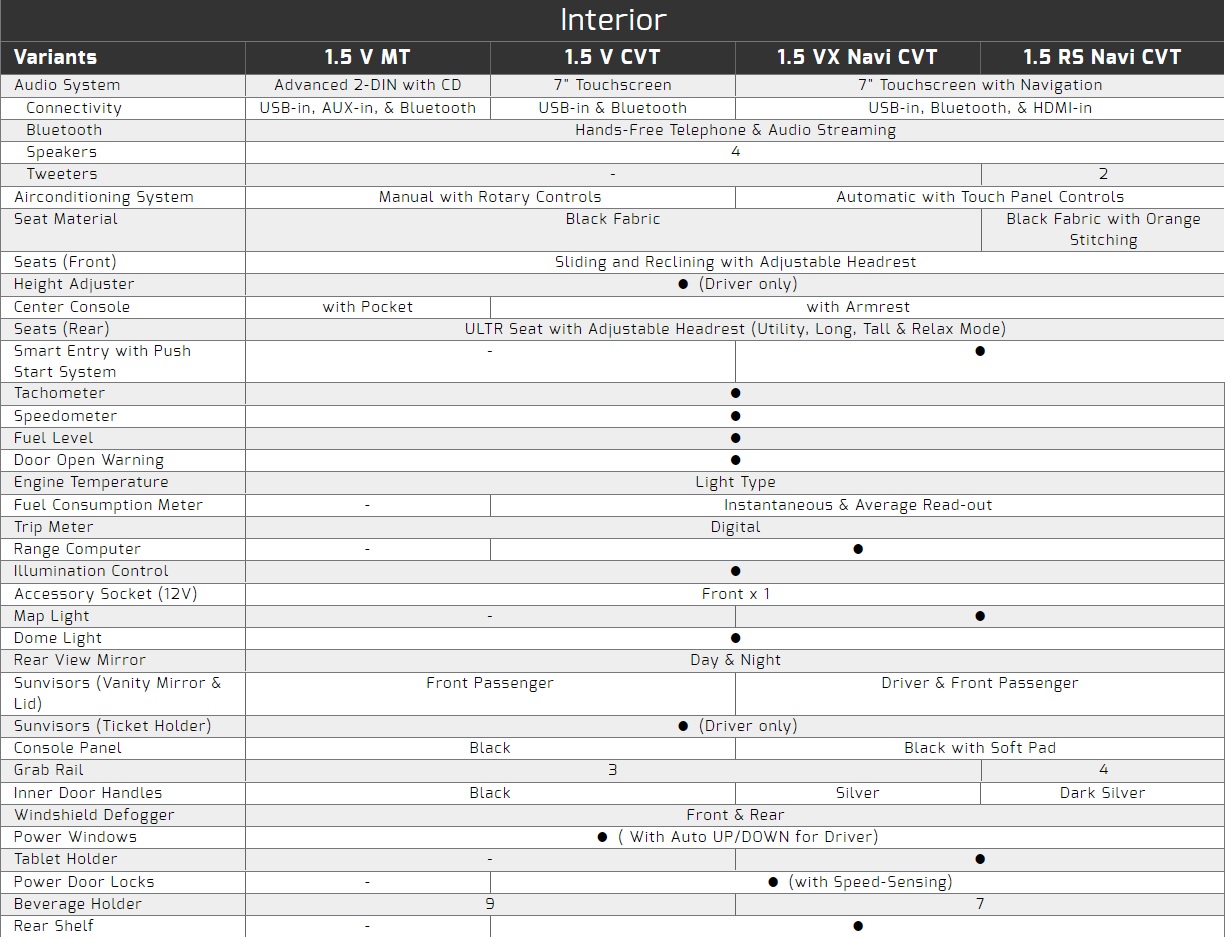 Interior
Variants 1.5 V MT 1.5 V CVT 1.5 VX Navi CVT 1.5 RS Navi CVT
Audio System Advanced 2-DIN with CD 7" Touchscreen 7" Touchscreen with Navigation
Connectivity USB-in, AUX-in, & Bluetooth USB-in & Bluetooth USB-in, Bluetooth, & HDMI-in
Bluetooth Hands-Free Telephone & Audio Streaming
Speakers 4
Tweeters - 2
Airconditioning System Manual with Rotary Controls Automatic with Touch Panel Controls
Seat Material Black Fabric Black Fabric with Orange
Stitching
Seats (Front) Sliding and Reclining with Adjustable Headrest
Height Adjuster ● (Driver only)
Center Console with Pocket with Armrest
Seats (Rear) ULTR Seat with Adjustable Headrest (Utility, Long, Tall & Relax Mode)
Smart Entry with Push - ●
Start System
Tachometer ●
Speedometer ●
Fuel Level ●
Door Open Warning ●
Engine Temperature Light Type
Fuel Consumption Meter - Instantaneous & Average Read-out
Trip Meter Digital
Range Computer - ●
Illumination Control ●
Accessory Socket (12V) Front x 1
Map Light - ●
Dome Light ●
Rear View Mirror Day & Night
Sunvisors (Vanity Mirror & Front Passenger Driver & Front Passenger
Lid)
Sunvisors (Ticket Holder) ● (Driver only)
Console Panel Black Black with Soft Pad
Grab Rail 3 4
Inner Door Handles Black Silver Dark Silver
Windshield Defogger Front & Rear
Power Windows ● ( With Auto UP/DOWN for Driver)
Tablet Holder - ●
Power Door Locks - ● (with Speed-Sensing)
Beverage Holder 9 7
Rear Shelf - ●